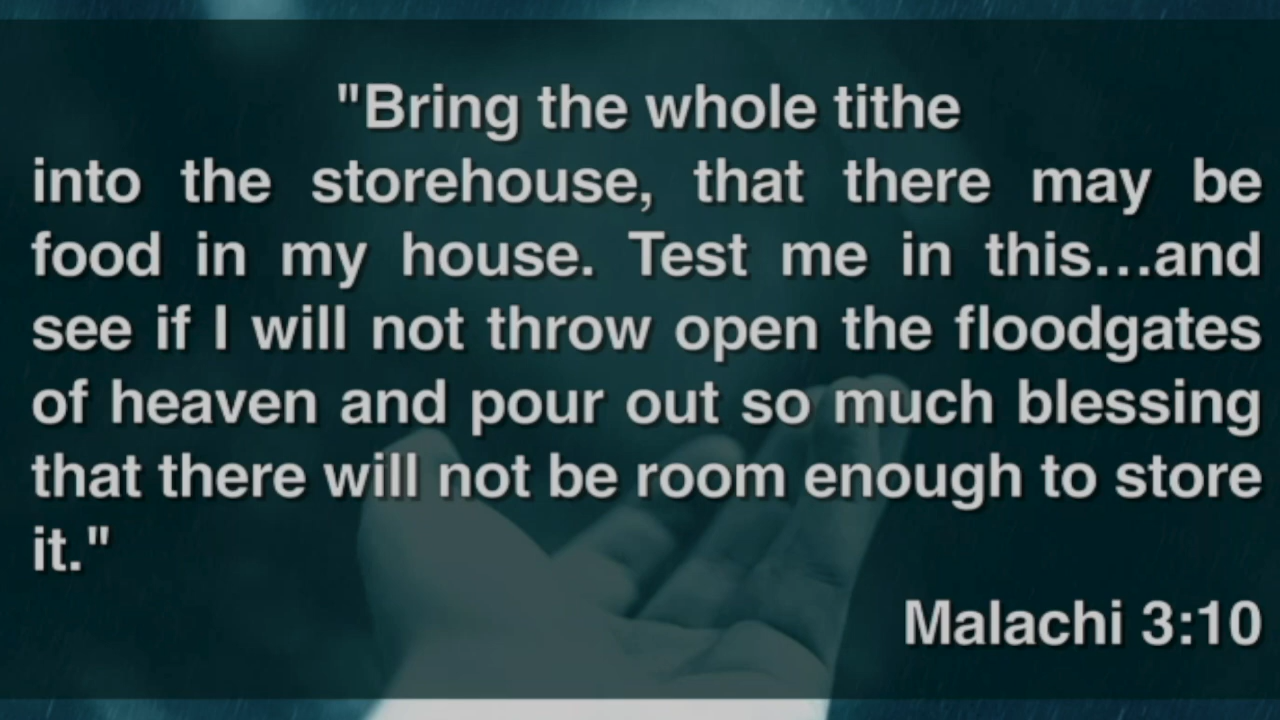 "Bring the whole tithe
into the storehouse, that there may be
food in my house. Test me in this...and
see if I will not throw open the floodgates
of heaven and pour out so much blessing
that there will not be room enough to store
it."
Malachi 3:10